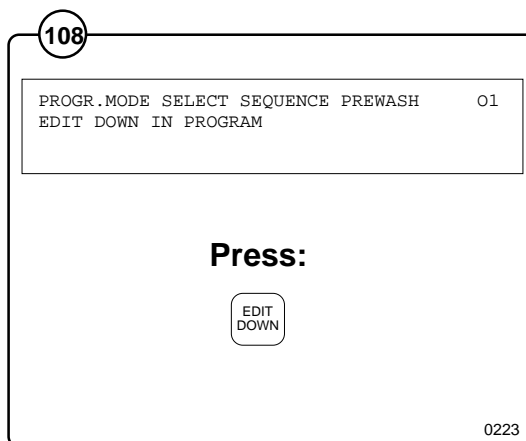 108
PROGR.MODE SELECT SEQUENCE PREWASH O1
EDIT DOWN IN PROGRAM
Press:
EDIT
DOWN
0223